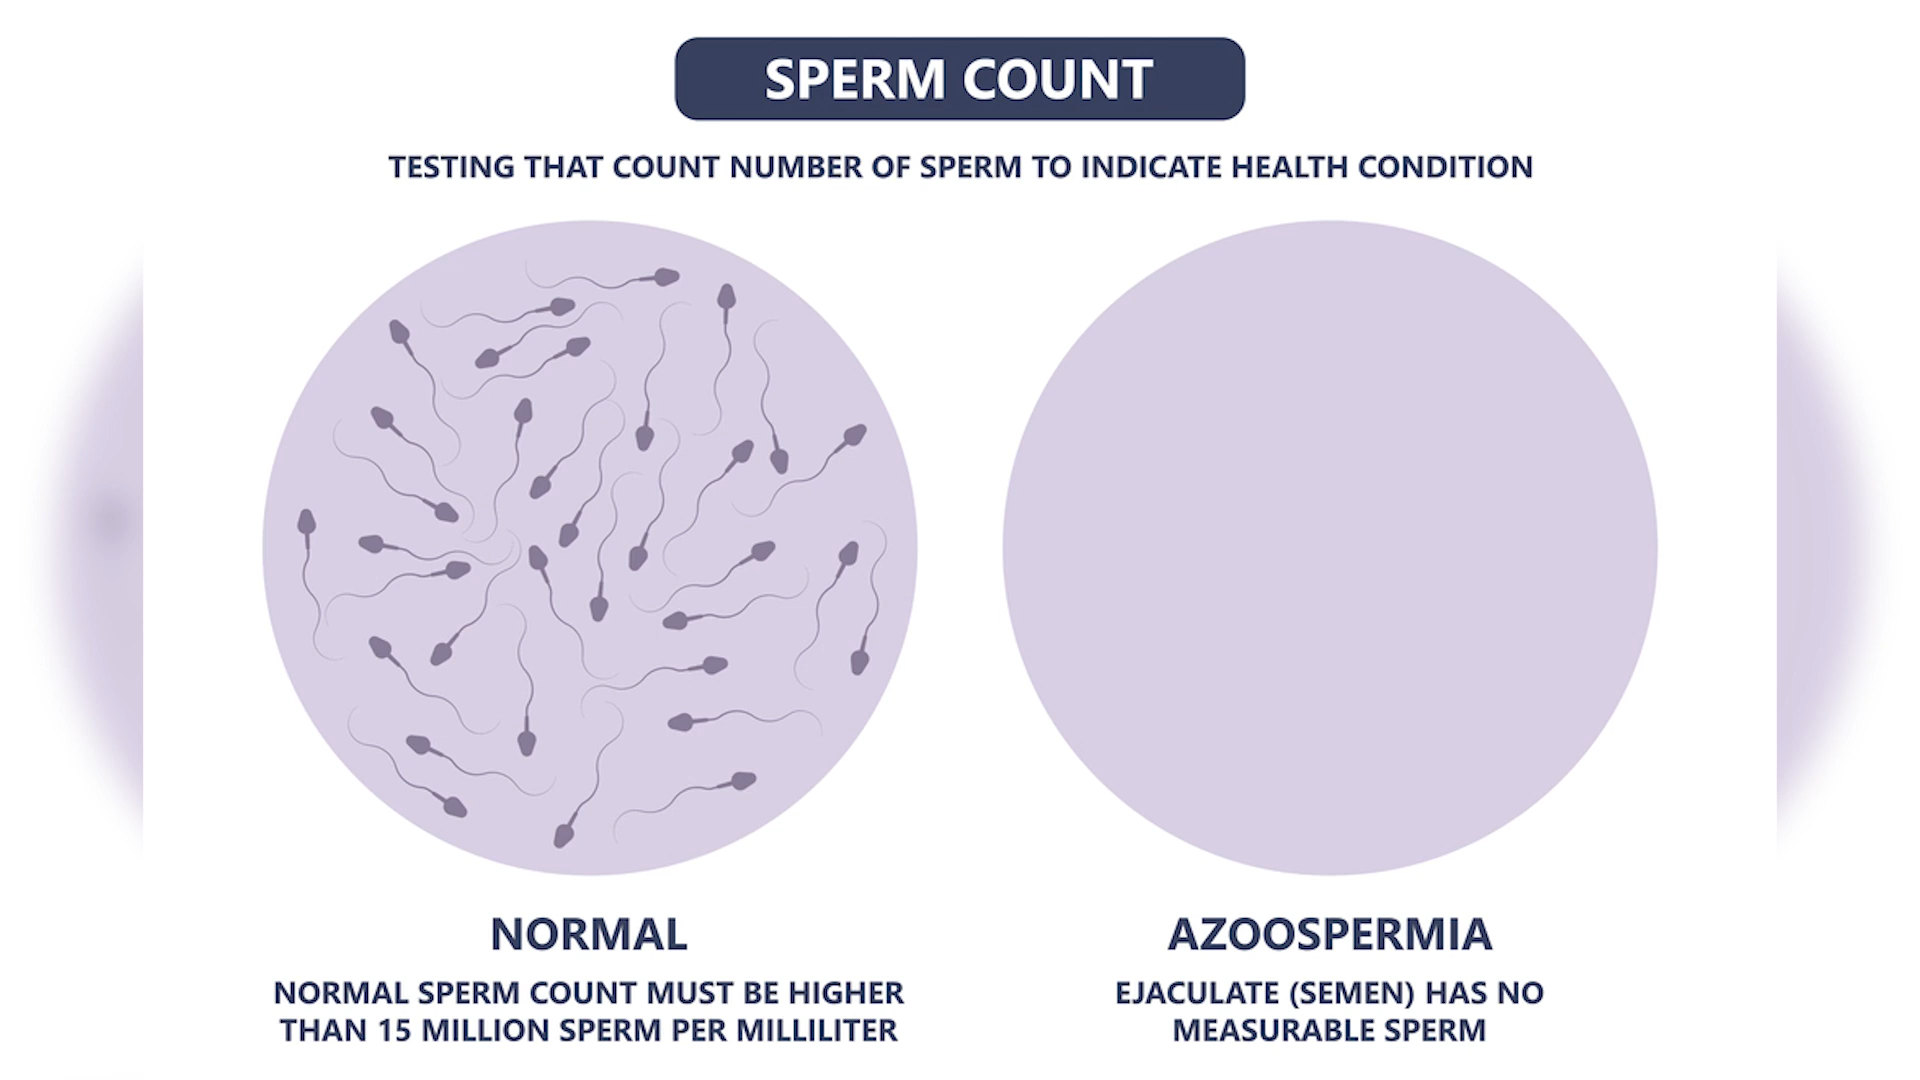 SPERM COUNT
TESTING THAT COUNT NUMBER OF SPERM TO INDICATE HEALTH CONDITION
NORMAL
NORMAL SPERM COUNT MUST BE HIGHER
THAN 15 MILLION SPERM PER MILLILITER
AZOOSPERMIA
EJACULATE (SEMEN) HAS NO
MEASURABLE SPERM